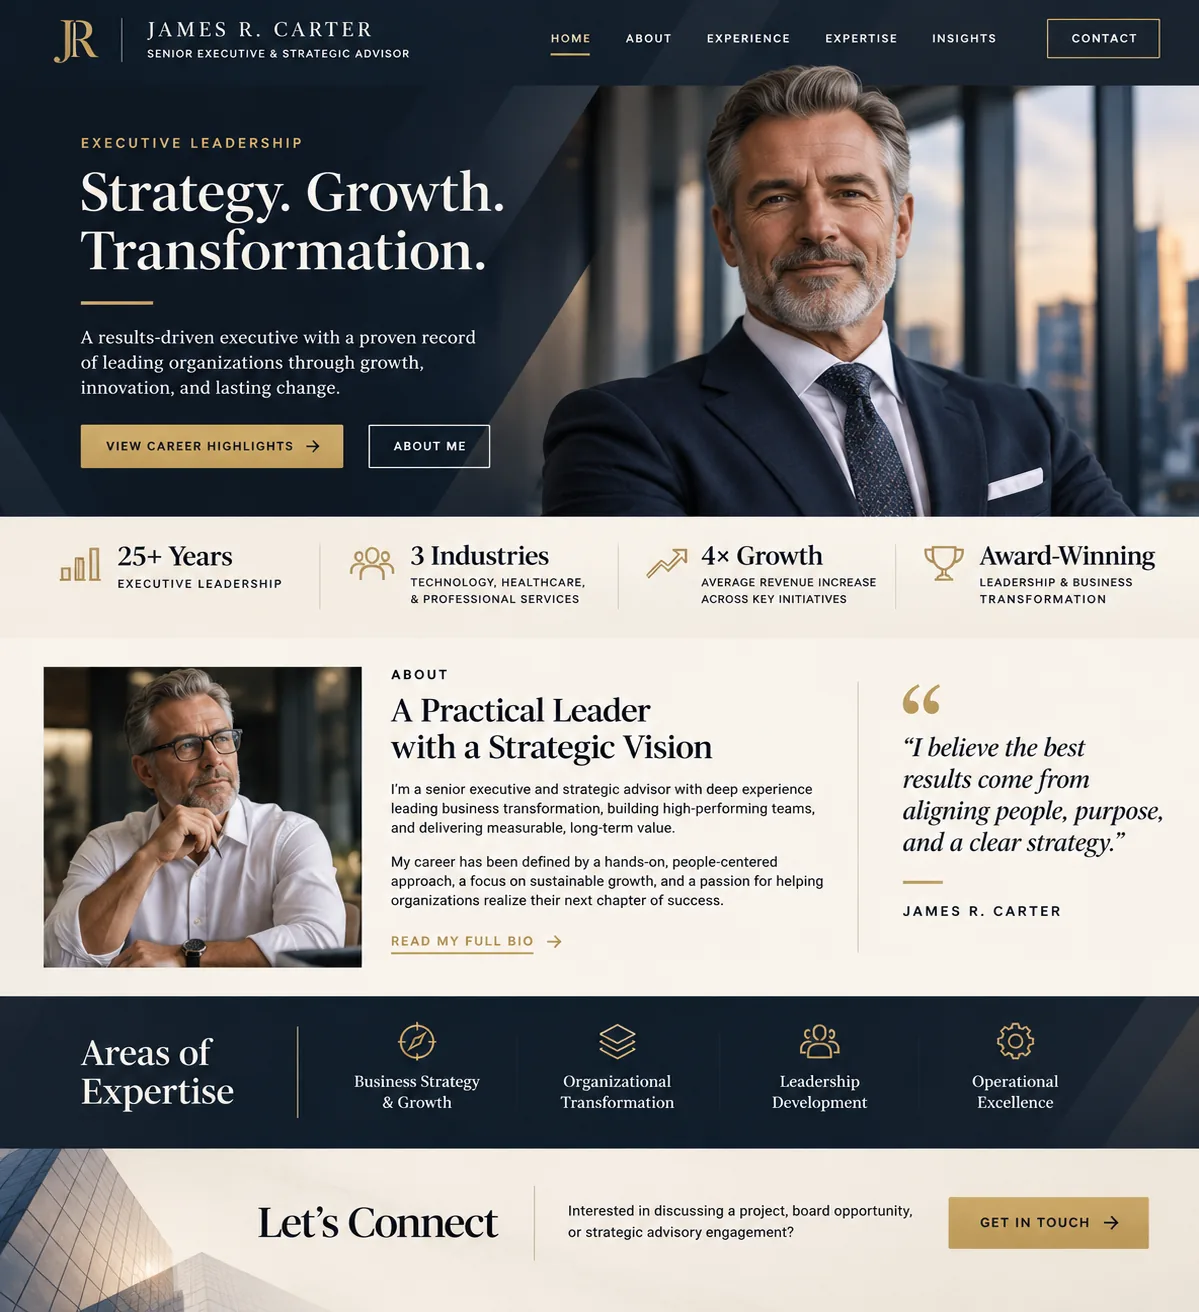 JR
JAMES R. CARTER
SENIOR EXECUTIVE & STRATEGIC ADVISOR
HOME
ABOUT
EXPERIENCE
EXPERTISE
INSIGHTS
CONTACT
EXECUTIVE LEADERSHIP
Strategy. Growth.
Transformation.
A results-driven executive with a proven record
of leading organizations through growth,
innovation, and lasting change.
VIEW CAREER HIGHLIGHTS →
ABOUT ME
25+ Years
EXECUTIVE LEADERSHIP
3 Industries
TECHNOLOGY, HEALTHCARE,
& PROFESSIONAL SERVICES
4× Growth
AVERAGE REVENUE INCREASE
ACROSS KEY INITIATIVES
Award-Winning
LEADERSHIP & BUSINESS
TRANSFORMATION
ABOUT
A Practical Leader
with a Strategic Vision
I'm a senior executive and strategic advisor with deep experience
leading business transformation, building high-performing teams,
and delivering measurable, long-term value.
My career has been defined by a hands-on, people-centered
approach, a focus on sustainable growth, and a passion for helping
organizations realize their next chapter of success.
READ MY FULL BIO →
“
“I believe the best
results come from
aligning people, purpose,
and a clear strategy.”
JAMES R. CARTER
Areas of
Expertise
Business Strategy
& Growth
Organizational
Transformation
Leadership
Development
Operational
Excellence
Let’s Connect
Interested in discussing a project, board opportunity,
or strategic advisory engagement?
GET IN TOUCH →